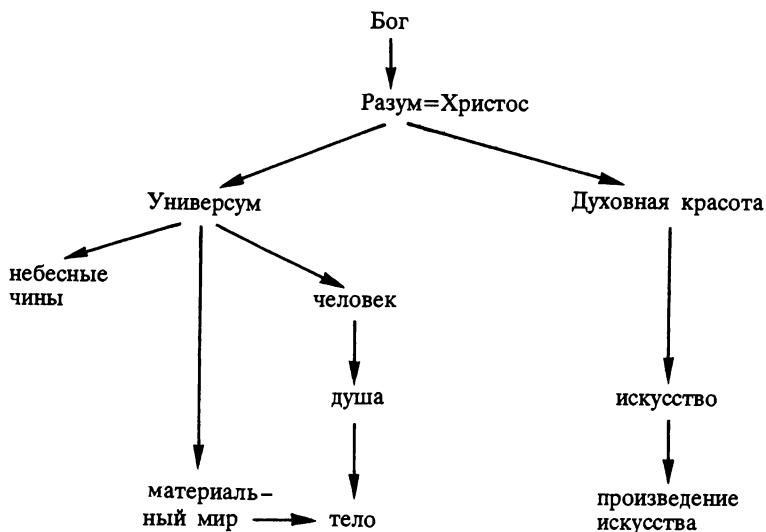 Бог
Разум=Христос
Универсум
Духовная красота
небесные
чины
человек
душа
искусство
материаль-
ный мир
тело
произведение
искусства